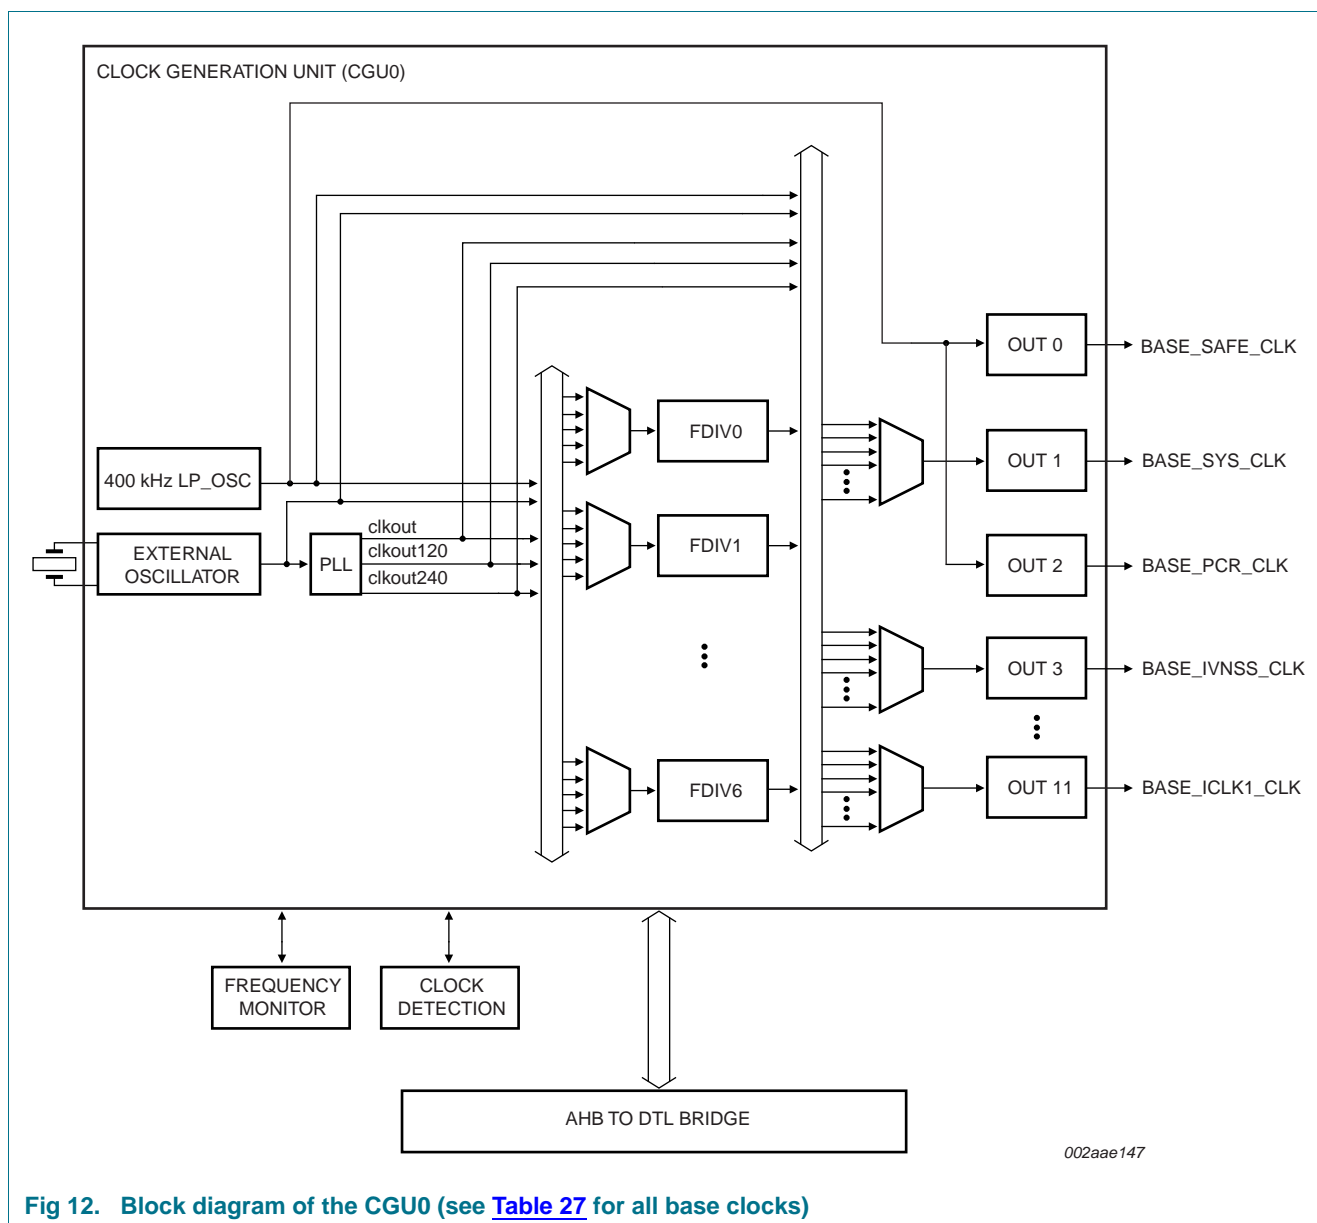 CLOCK GENERATION UNIT (CGU0)
400 kHz LP_OSC
EXTERNAL
OSCILLATOR
PLL
clkout
clkout120
clkout240
FDIV0
FDIV1
FDIV6
OUT 0
BASE_SAFE_CLK
OUT 1
BASE_SYS_CLK
OUT 2
BASE_PCR_CLK
OUT 3
BASE_IVNSS_CLK
OUT 11
BASE_ICLK1_CLK
FREQUENCY
MONITOR
CLOCK
DETECTION
AHB TO DTL BRIDGE
002aae147
Fig 12. Block diagram of the CGU0 (see Table 27 for all base clocks)